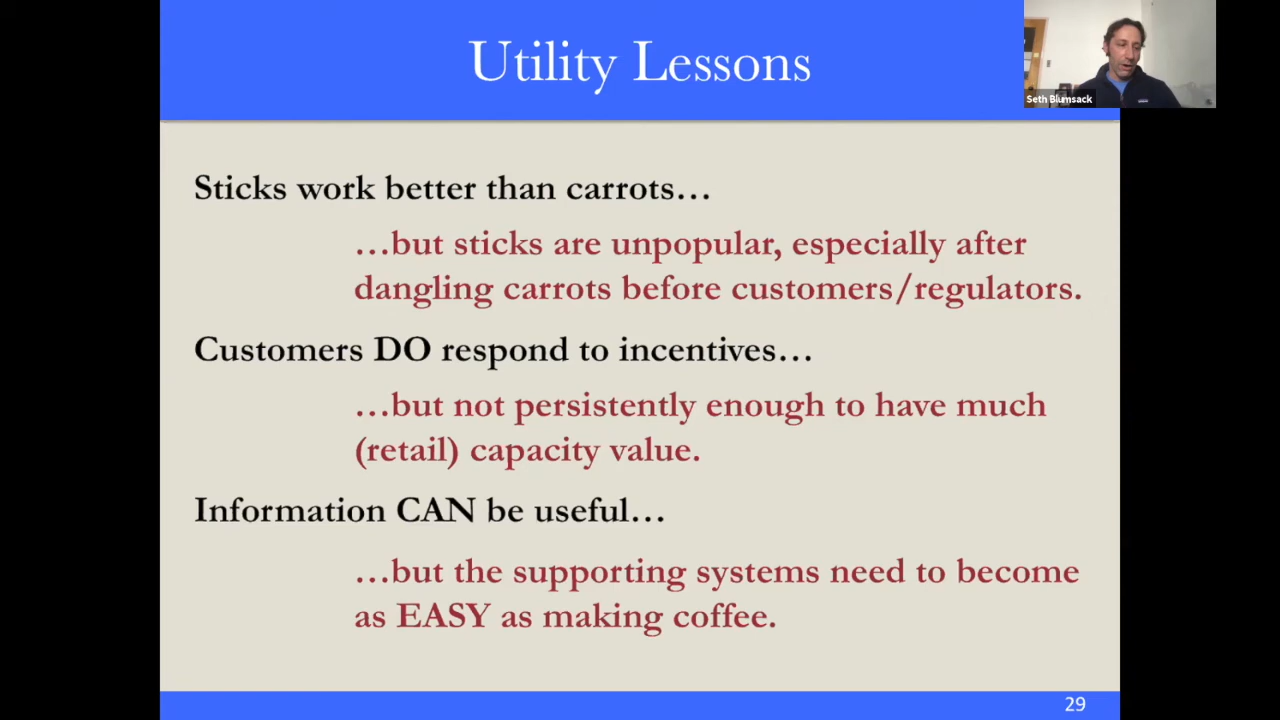 Utility Lessons
Seth Blumsack
Sticks work better than carrots…
…but sticks are unpopular, especially after
dangling carrots before customers/regulators.
Customers DO respond to incentives…
…but not persistently enough to have much
(retail) capacity value.
Information CAN be useful…
…but the supporting systems need to become
as EASY as making coffee.
29